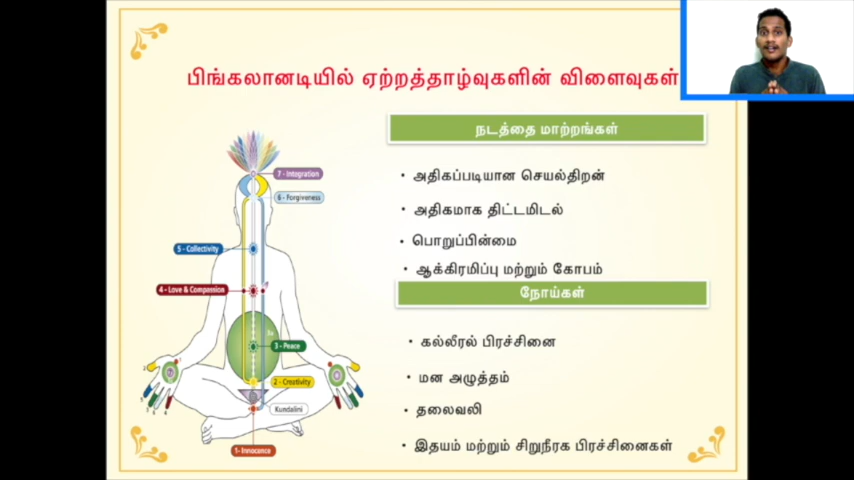 பிங்கலானடியில் ஏற்றத்தாழ்வுகளின் விளைவுகள்
நடத்தை மாற்றங்கள்
• அதிகப்படியான செயல்திறன்
• அதிகமாக திட்டமிடல்
• பொறுப்பின்மை
• ஆக்கிரமிப்பு மற்றும் கோபம்
நோய்கள்
• கல்லீரல் பிரச்சினை
• மன அழுத்தம்
• தலைவலி
• இதயம் மற்றும் சிறுநீரக பிரச்சினைகள்
7 - Integration
6 - Forgiveness
5 - Collectivity
4 - Love & Compassion
3 - Peace
2 - Creativity
Kundalini
1- Innocence